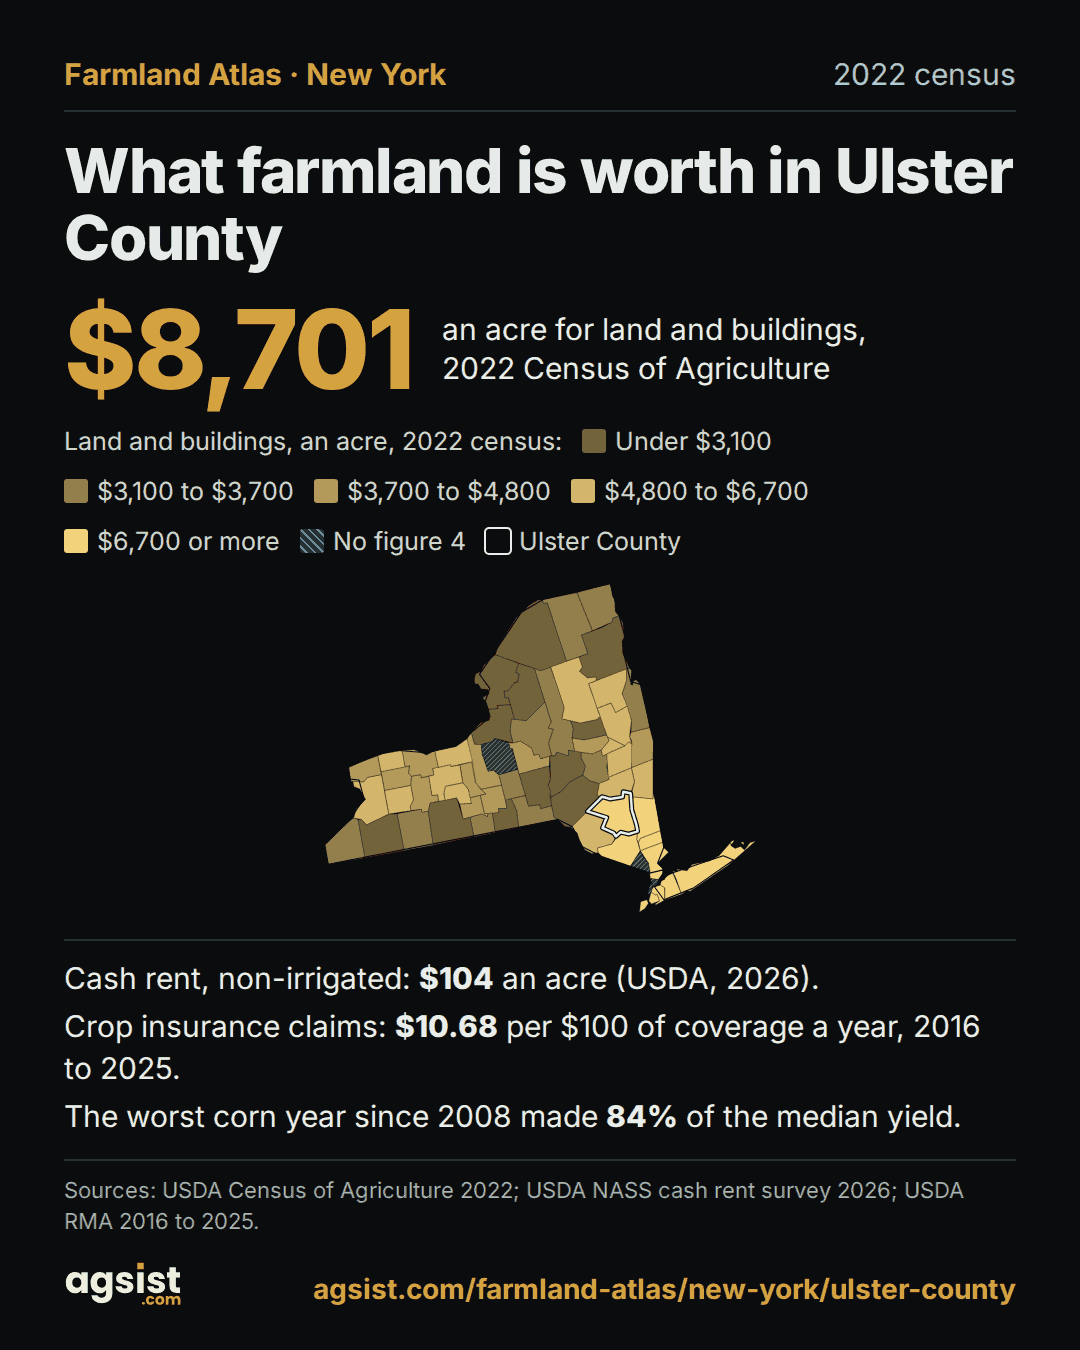 Farmland Atlas · New York
2022 census
What farmland is worth in Ulster
County
$8,701
an acre for land and buildings,
2022 Census of Agriculture
Land and buildings, an acre, 2022 census: Under $3,100
$3,100 to $3,700 $3,700 to $4,800 $4,800 to $6,700
$6,700 or more No figure 4 Ulster County
Cash rent, non-irrigated: $104 an acre (USDA, 2026).
Crop insurance claims: $10.68 per $100 of coverage a year, 2016
to 2025.
The worst corn year since 2008 made 84% of the median yield.
Sources: USDA Census of Agriculture 2022; USDA NASS cash rent survey 2026; USDA
RMA 2016 to 2025.
agsist
.com
agsist.com/farmland-atlas/new-york/ulster-county